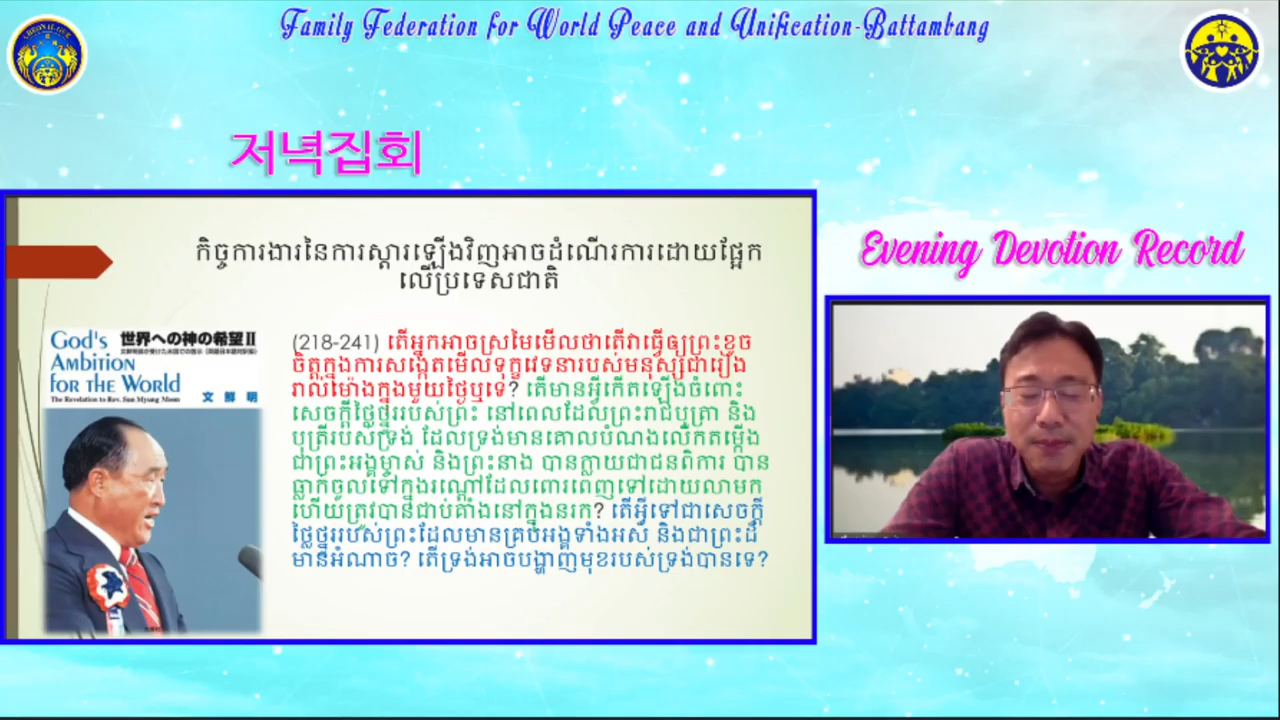 Family Federation for World Peace and Unification-Battambang
저녁집회
កិច្ចការងារនៃការស្តារឡើងវិញអាចដំណើរការដោយផ្អែក
លើប្រទេសជាតិ
God's
Ambition
for the World
世界への神の希望Ⅱ
The Revelation to Rev. Sun Myung Moon
文 鮮 明
(218-241) តើអ្នកអាចស្រមៃមើលថាតើវាធ្វើឲ្យព្រះខូច
ចិត្តក្នុងការសង្កេតមើលទុក្ខវេទនារបស់មនុស្សជារៀង
រាល់ម៉ោងក្នុងមួយថ្ងៃឬទេ? តើមានអ្វីកើតឡើងចំពោះ
សេចក្តីថ្លៃថ្នូររបស់ព្រះ នៅពេលដែលព្រះរាជបុត្រា និង
បុត្រីរបស់ទ្រង់ ដែលទ្រង់មានគោលបំណងលើកតម្កើង
ជាព្រះអង្គម្ចាស់ និងព្រះនាង បានក្លាយជាជនពិការ បាន
ធ្លាក់ចូលទៅក្នុងរណ្តៅដែលពោរពេញទៅដោយលាមក
ហើយត្រូវបានជាប់គាំងនៅក្នុងនរក? តើអ្វីទៅជាសេចក្តី
ថ្លៃថ្នូររបស់ព្រះដែលមានគ្រប់អង្គទាំងអស់ និងជាព្រះដ៏
មានអំណាច? តើទ្រង់អាចបង្ហាញមុខរបស់ទ្រង់បានទេ?
Evening Devotion Record